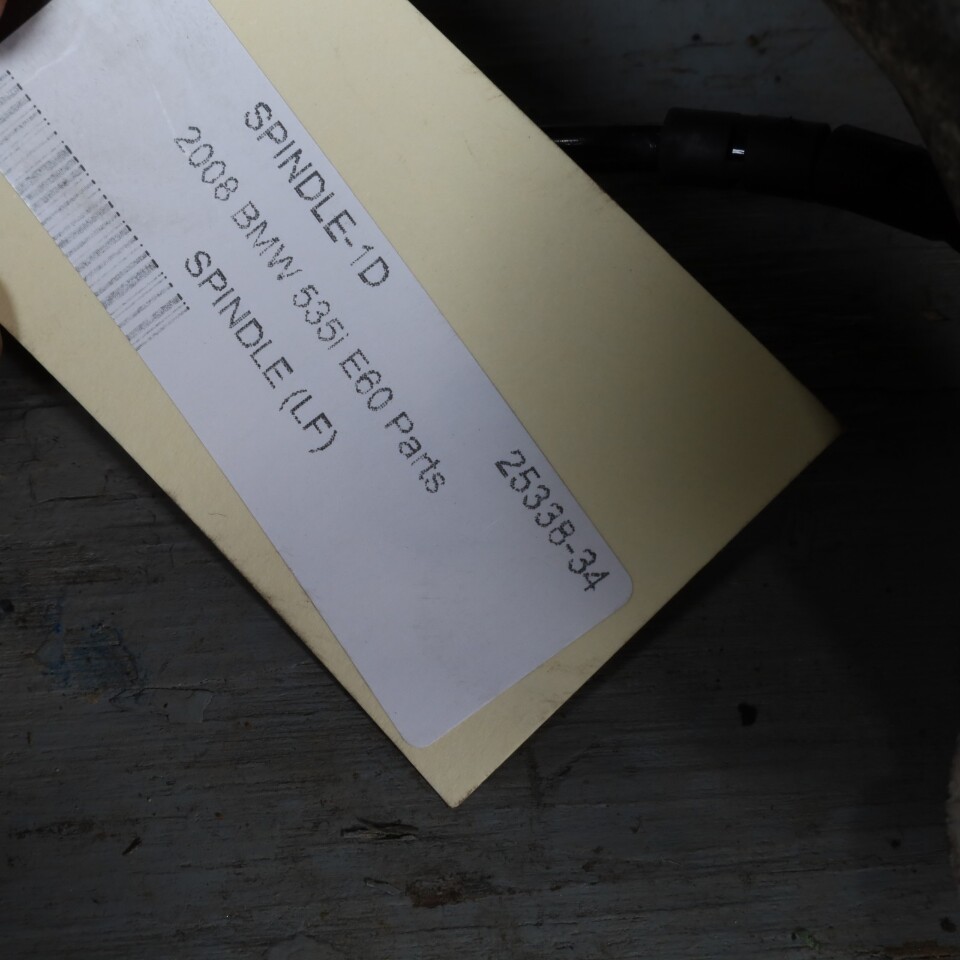 SPINDLE-1D 25338-34
2008 BMW 535i E60 Parts
SPINDLE (LF)